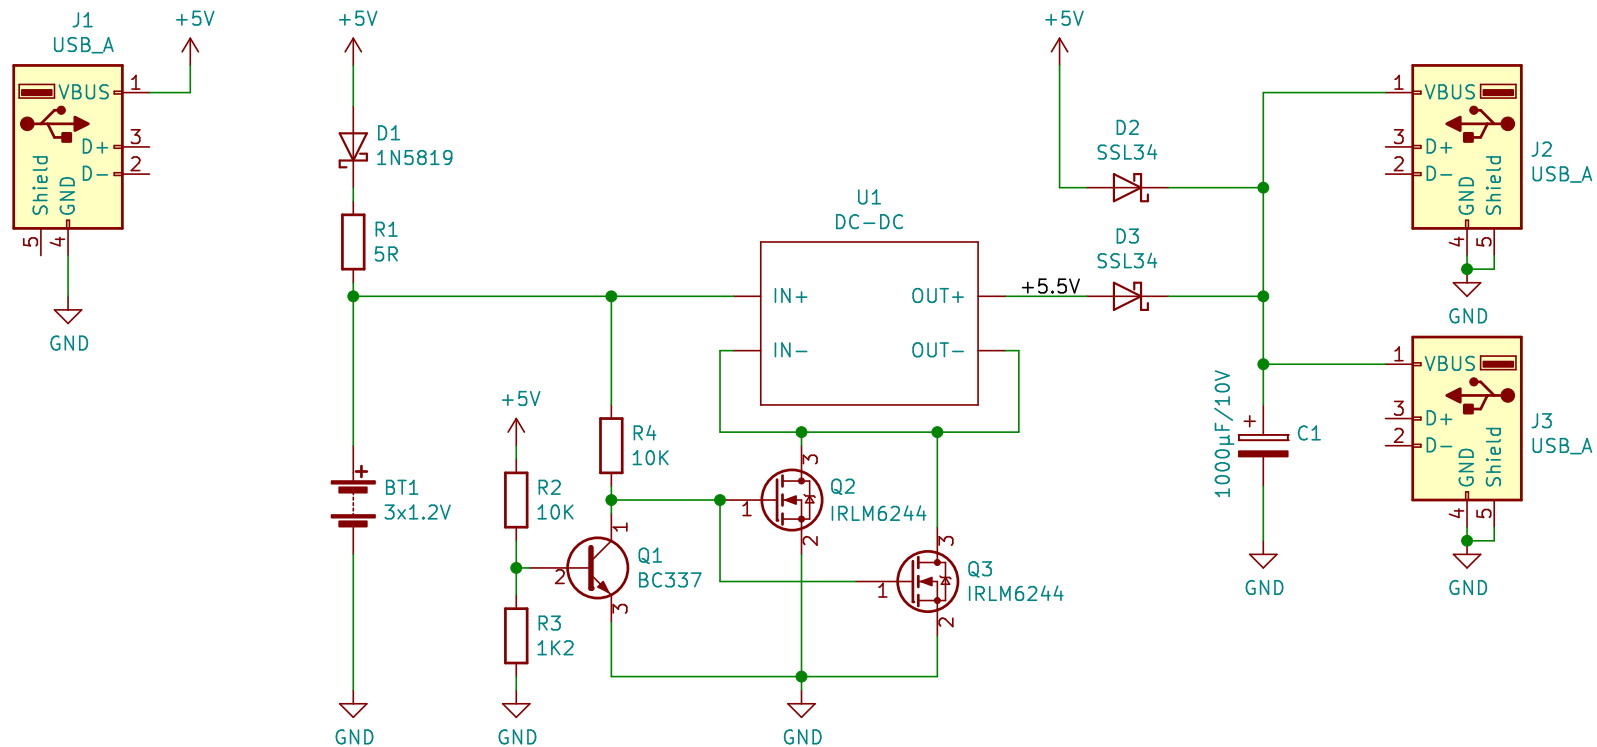 J1
USB_A
+5V
VBUS
1
D+
3
D-
2
Shield
GND
5
4
GND
+5V
D1
1N5819
R1
5R
BT1
3x1.2V
GND
+5V
R2
10K
R3
1K2
GND
R4
10K
Q1
BC337
1
2
3
U1
DC-DC
IN+
OUT+
IN-
OUT-
+5.5V
Q2
IRLM6244
3
1
2
Q3
IRLM6244
3
1
2
GND
+5V
D2
SSL34
D3
SSL34
1000µF/10V
+
C1
GND
J2
USB_A
1
VBUS
3
D+
2
D-
GND
Shield
4
5
GND
J3
USB_A
1
VBUS
3
D+
2
D-
GND
Shield
4
5
GND